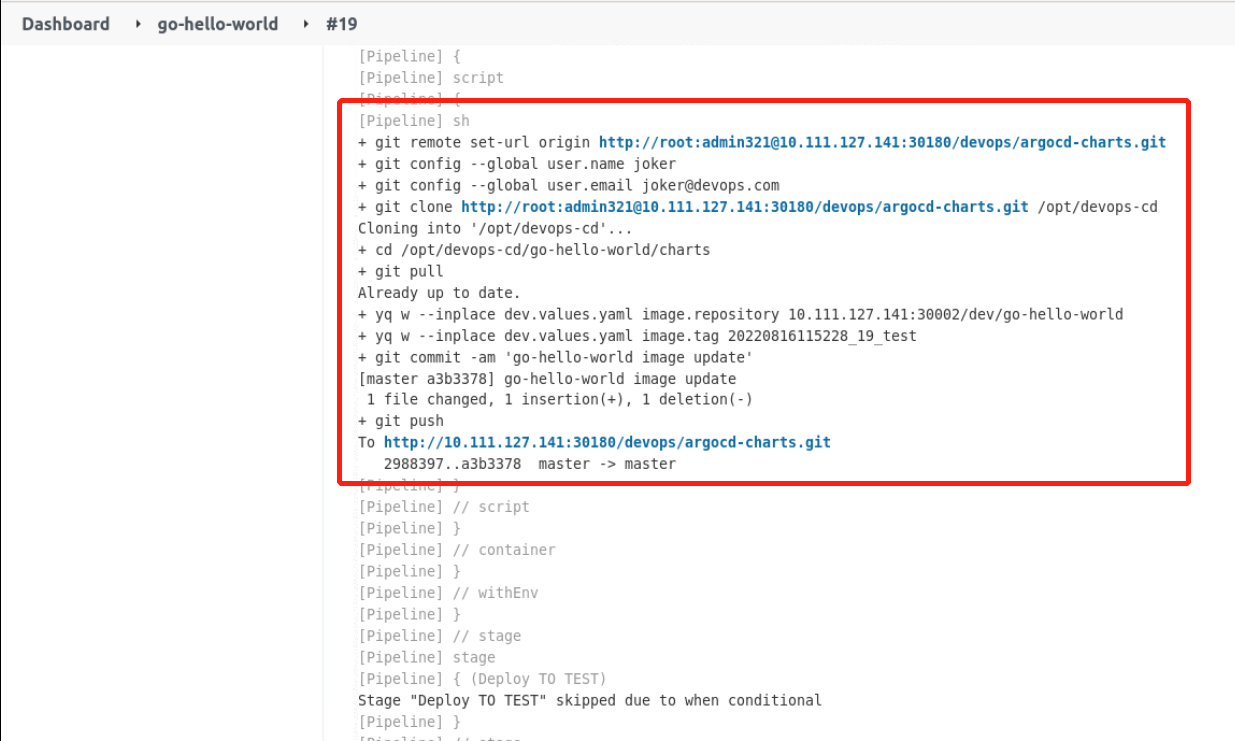 Dashboard ▸ go-hello-world ▸ #19
[Pipeline] {
[Pipeline] script
[Pipeline] {
[Pipeline] sh
+ git remote set-url origin http://root:admin321@10.111.127.141:30180/devops/argocd-charts.git
+ git config --global user.name joker
+ git config --global user.email joker@devops.com
+ git clone http://root:admin321@10.111.127.141:30180/devops/argocd-charts.git /opt/devops-cd
Cloning into '/opt/devops-cd'...
+ cd /opt/devops-cd/go-hello-world/charts
+ git pull
Already up to date.
+ yq w --inplace dev.values.yaml image.repository 10.111.127.141:30002/dev/go-hello-world
+ yq w --inplace dev.values.yaml image.tag 20220816115228_19_test
+ git commit -am 'go-hello-world image update'
[master a3b3378] go-hello-world image update
 1 file changed, 1 insertion(+), 1 deletion(-)
+ git push
To http://10.111.127.141:30180/devops/argocd-charts.git
   2988397..a3b3378  master -> master
[Pipeline] }
[Pipeline] // script
[Pipeline] }
[Pipeline] // container
[Pipeline] }
[Pipeline] // withEnv
[Pipeline] }
[Pipeline] // stage
[Pipeline] stage
[Pipeline] { (Deploy TO TEST)
Stage "Deploy TO TEST" skipped due to when conditional
[Pipeline] }
[Pipeline] // stage